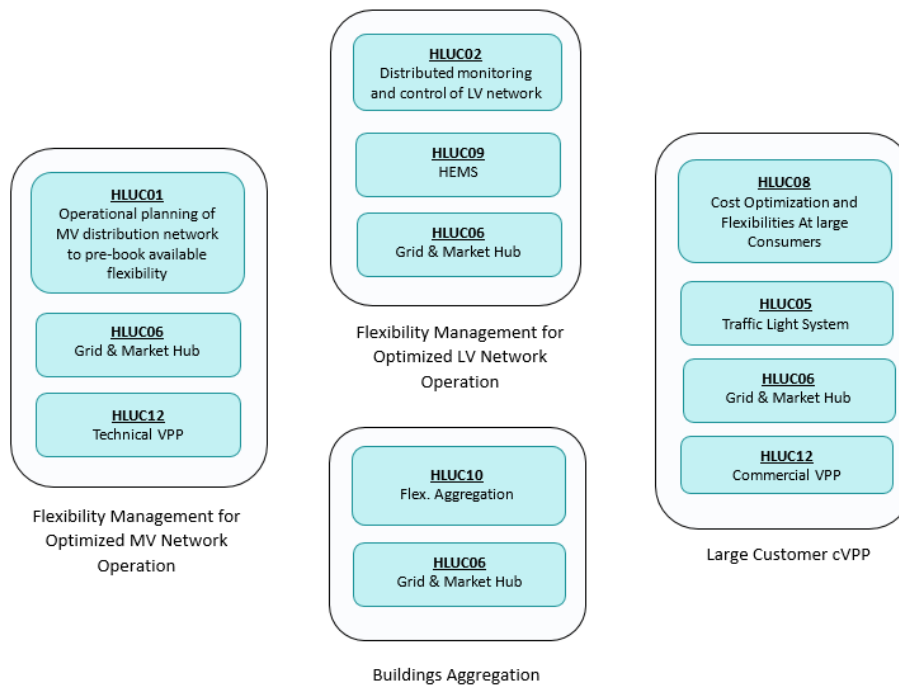 HLUC01
Operational planning of
MV distribution network
to pre-book available
flexibility
HLUC06
Grid & Market Hub
HLUC12
Technical VPP
Flexibility Management for
Optimized MV Network
Operation
HLUC02
Distributed monitoring
and control of LV network
HLUC09
HEMS
HLUC06
Grid & Market Hub
Flexibility Management for
Optimized LV Network
Operation
HLUC10
Flex. Aggregation
HLUC06
Grid & Market Hub
Buildings Aggregation
HLUC08
Cost Optimization and
Flexibilities At large
Consumers
HLUC05
Traffic Light System
HLUC06
Grid & Market Hub
HLUC12
Commercial VPP
Large Customer cVPP